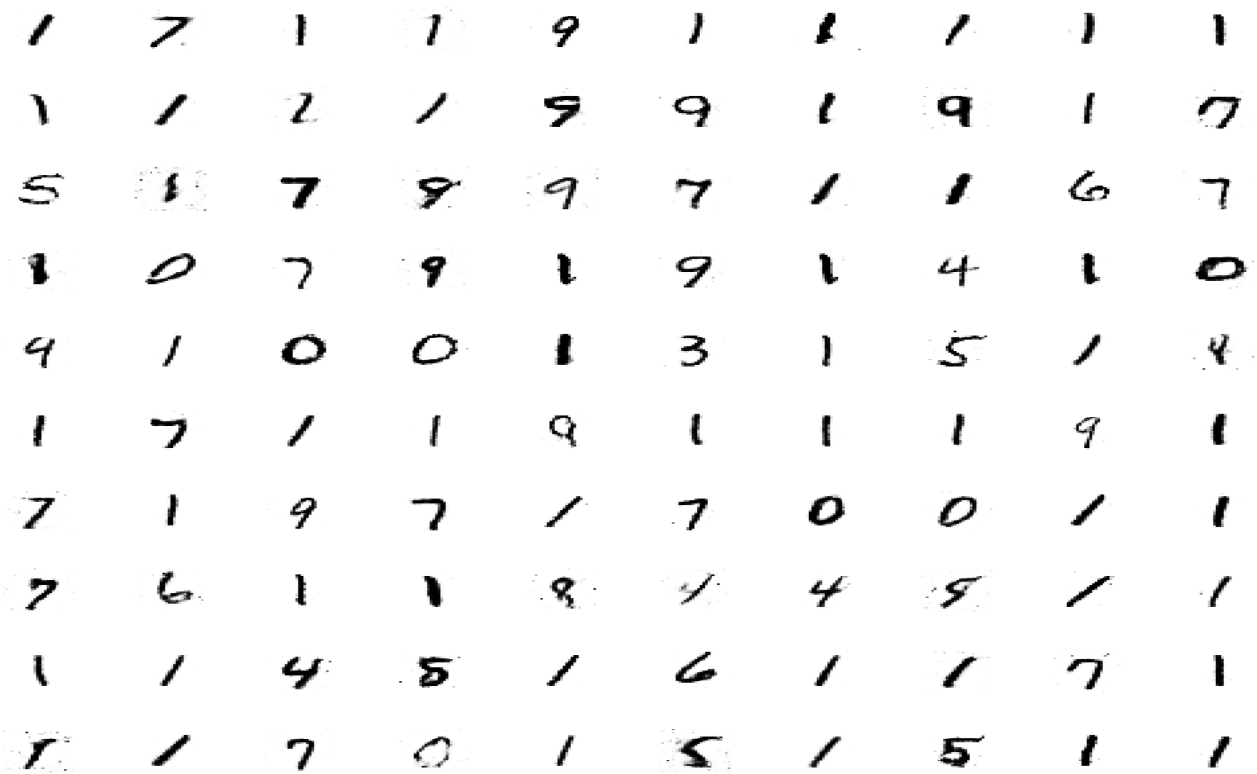 1 7 1 1 9 1 1 1 1 1
1 1 2 1 9 9 1 9 1 7
5 1 7 9 9 7 1 1 6 7
1 0 7 9 1 9 1 4 1 0
9 1 0 0 1 3 1 5 1
1 7 1 1 9 1 1 1 9 1
7 1 9 7 1 7 0 0 1 1
7 6 1 1 8 4 1 1
1 1 4 5 1 6 1 1 7 1
1 7 0 1 5 1 5 1 1